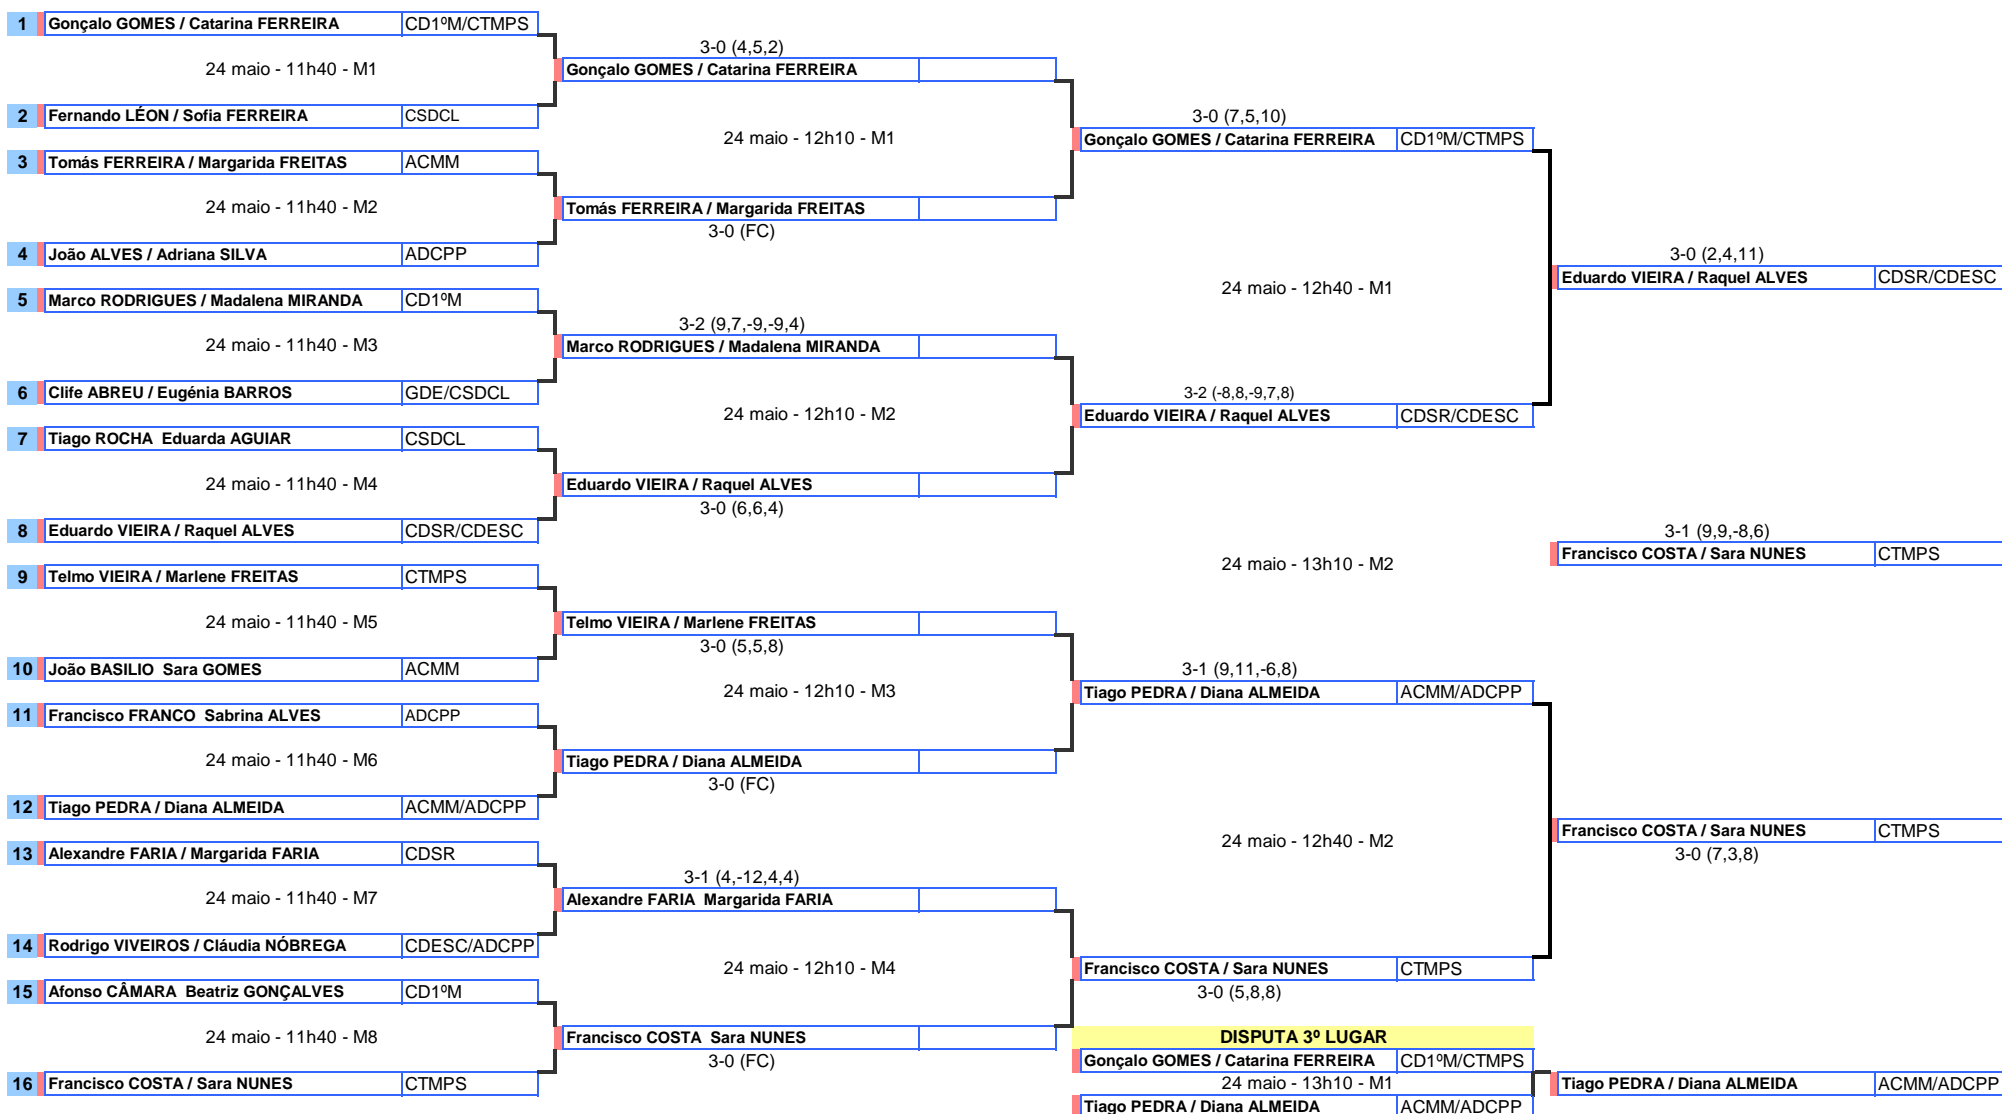 1 Gonçalo GOMES / Catarina FERREIRA CD1ºM/CTMPS
3-0 (4,5,2)
24 maio - 11h40 - M1
Gonçalo GOMES / Catarina FERREIRA
2 Fernando LÉON / Sofia FERREIRA CSDCL
3-0 (7,5,10)
24 maio - 12h10 - M1
Gonçalo GOMES / Catarina FERREIRA CD1ºM/CTMPS
3 Tomás FERREIRA / Margarida FREITAS ACMM
24 maio - 11h40 - M2
Tomás FERREIRA / Margarida FREITAS
3-0 (FC)
4 João ALVES / Adriana SILVA ADCPP
3-0 (2,4,11)
Eduardo VIEIRA / Raquel ALVES CDSR/CDESC
24 maio - 12h40 - M1
5 Marco RODRIGUES / Madalena MIRANDA CD1ºM
3-2 (9,7,-9,-9,4)
24 maio - 11h40 - M3
Marco RODRIGUES / Madalena MIRANDA
6 Clife ABREU / Eugénia BARROS GDE/CSDCL
3-2 (-8,8,-9,7,8)
24 maio - 12h10 - M2
Eduardo VIEIRA / Raquel ALVES CDSR/CDESC
7 Tiago ROCHA Eduarda AGUIAR CSDCL
24 maio - 11h40 - M4
Eduardo VIEIRA / Raquel ALVES
3-0 (6,6,4)
8 Eduardo VIEIRA / Raquel ALVES CDSR/CDESC
3-1 (9,9,-8,6)
Francisco COSTA / Sara NUNES CTMPS
24 maio - 13h10 - M2
9 Telmo VIEIRA / Marlene FREITAS CTMPS
24 maio - 11h40 - M5
Telmo VIEIRA / Marlene FREITAS
3-0 (5,5,8)
10 João BASILIO Sara GOMES ACMM
3-1 (9,11,-6,8)
24 maio - 12h10 - M3
Tiago PEDRA / Diana ALMEIDA ACMM/ADCPP
11 Francisco FRANCO Sabrina ALVES ADCPP
24 maio - 11h40 - M6
Tiago PEDRA / Diana ALMEIDA
3-0 (FC)
12 Tiago PEDRA / Diana ALMEIDA ACMM/ADCPP
Francisco COSTA / Sara NUNES CTMPS
24 maio - 12h40 - M2
3-0 (7,3,8)
13 Alexandre FARIA / Margarida FARIA CDSR
3-1 (4,-12,4,4)
24 maio - 11h40 - M7
Alexandre FARIA Margarida FARIA
14 Rodrigo VIVEIROS / Cláudia NÓBREGA CDESC/ADCPP
24 maio - 12h10 - M4
Francisco COSTA / Sara NUNES CTMPS
3-0 (5,8,8)
15 Afonso CÂMARA Beatriz GONÇALVES CD1ºM
24 maio - 11h40 - M8
Francisco COSTA Sara NUNES
3-0 (FC)
16 Francisco COSTA / Sara NUNES CTMPS
DISPUTA 3º LUGAR
Gonçalo GOMES / Catarina FERREIRA CD1ºM/CTMPS
24 maio - 13h10 - M1
Tiago PEDRA / Diana ALMEIDA ACMM/ADCPP
Tiago PEDRA / Diana ALMEIDA ACMM/ADCPP